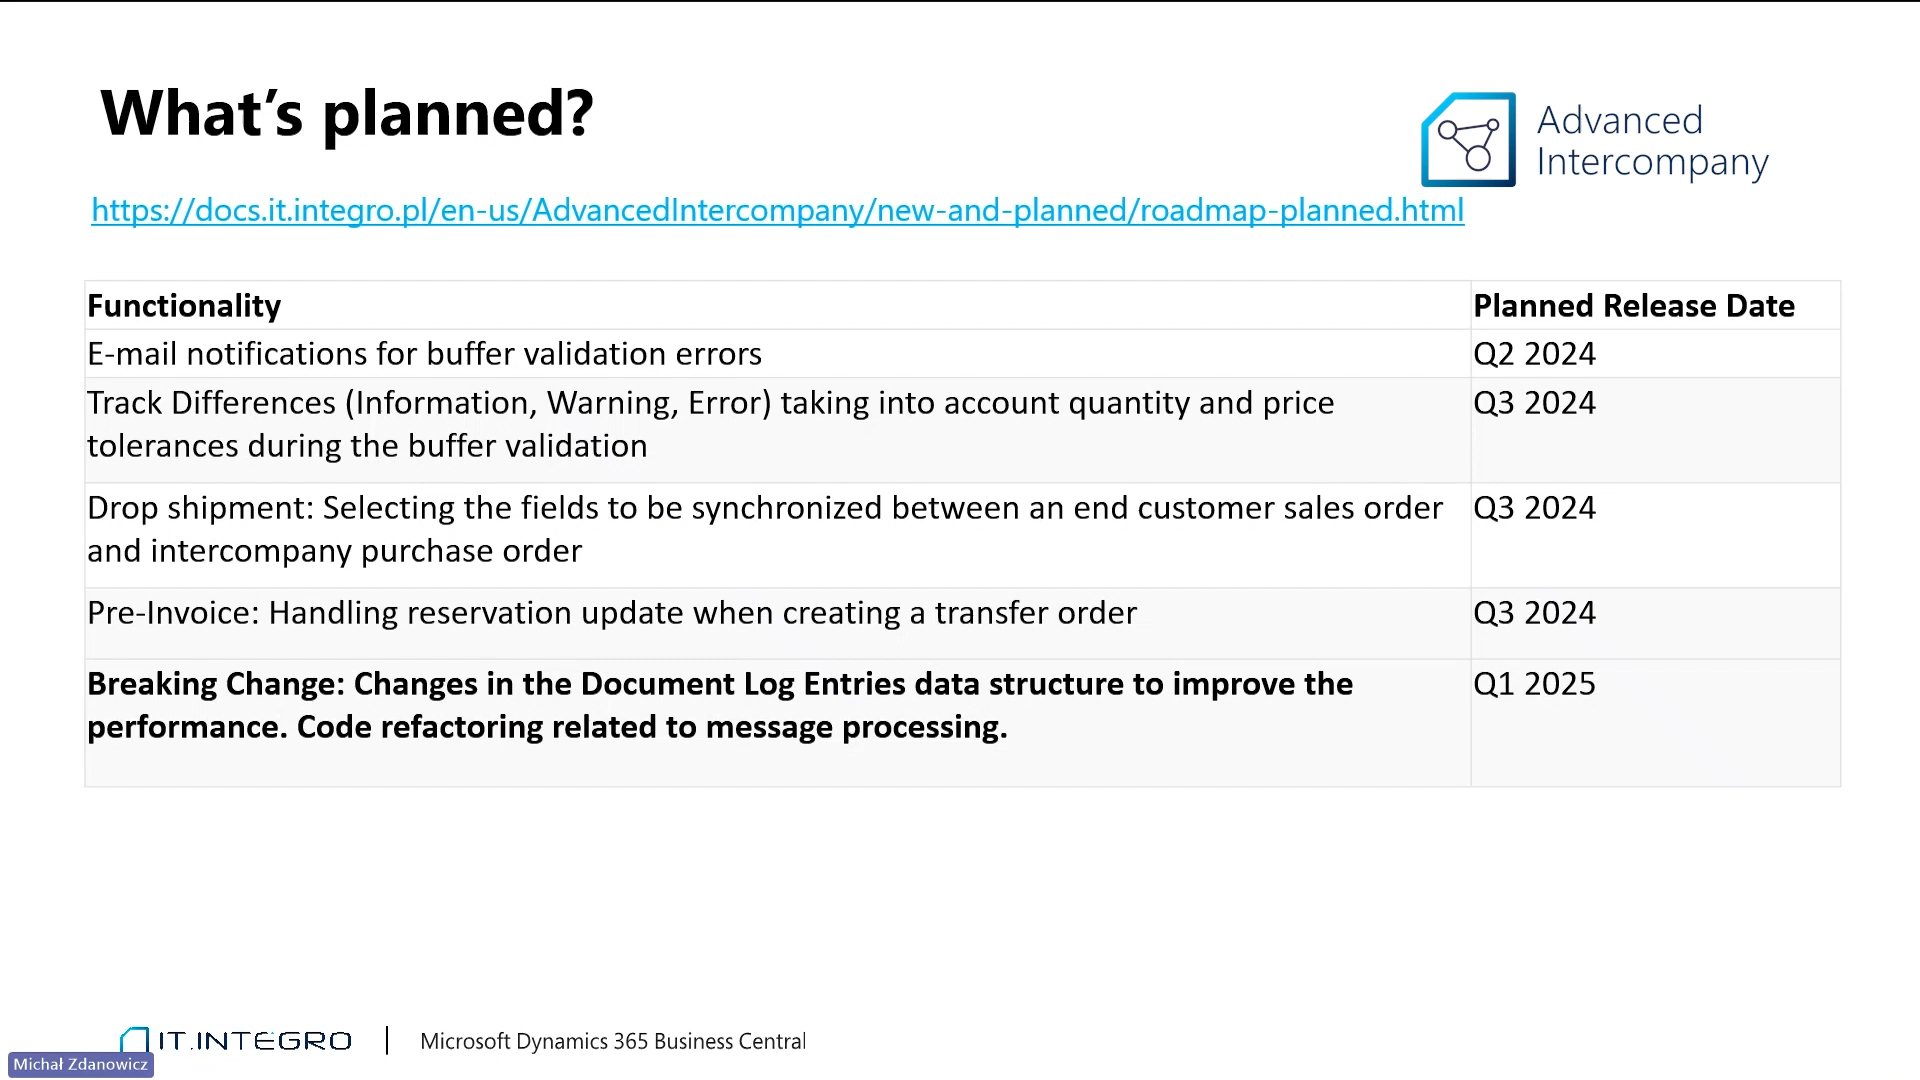 What's planned?
Advanced
Intercompany
https://docs.it.integro.pl/en-us/AdvancedIntercompany/new-and-planned/roadmap-planned.html
Functionality
Planned Release Date
E-mail notifications for buffer validation errors
Q2 2024
Track Differences (Information, Warning, Error) taking into account quantity and price
tolerances during the buffer validation
Q3 2024
Drop shipment: Selecting the fields to be synchronized between an end customer sales order
and intercompany purchase order
Q3 2024
Pre-Invoice: Handling reservation update when creating a transfer order
Q3 2024
Breaking Change: Changes in the Document Log Entries data structure to improve the
performance. Code refactoring related to message processing.
Q1 2025
IT.INTEGRO
Microsoft Dynamics 365 Business Central
Michał Zdanowicz